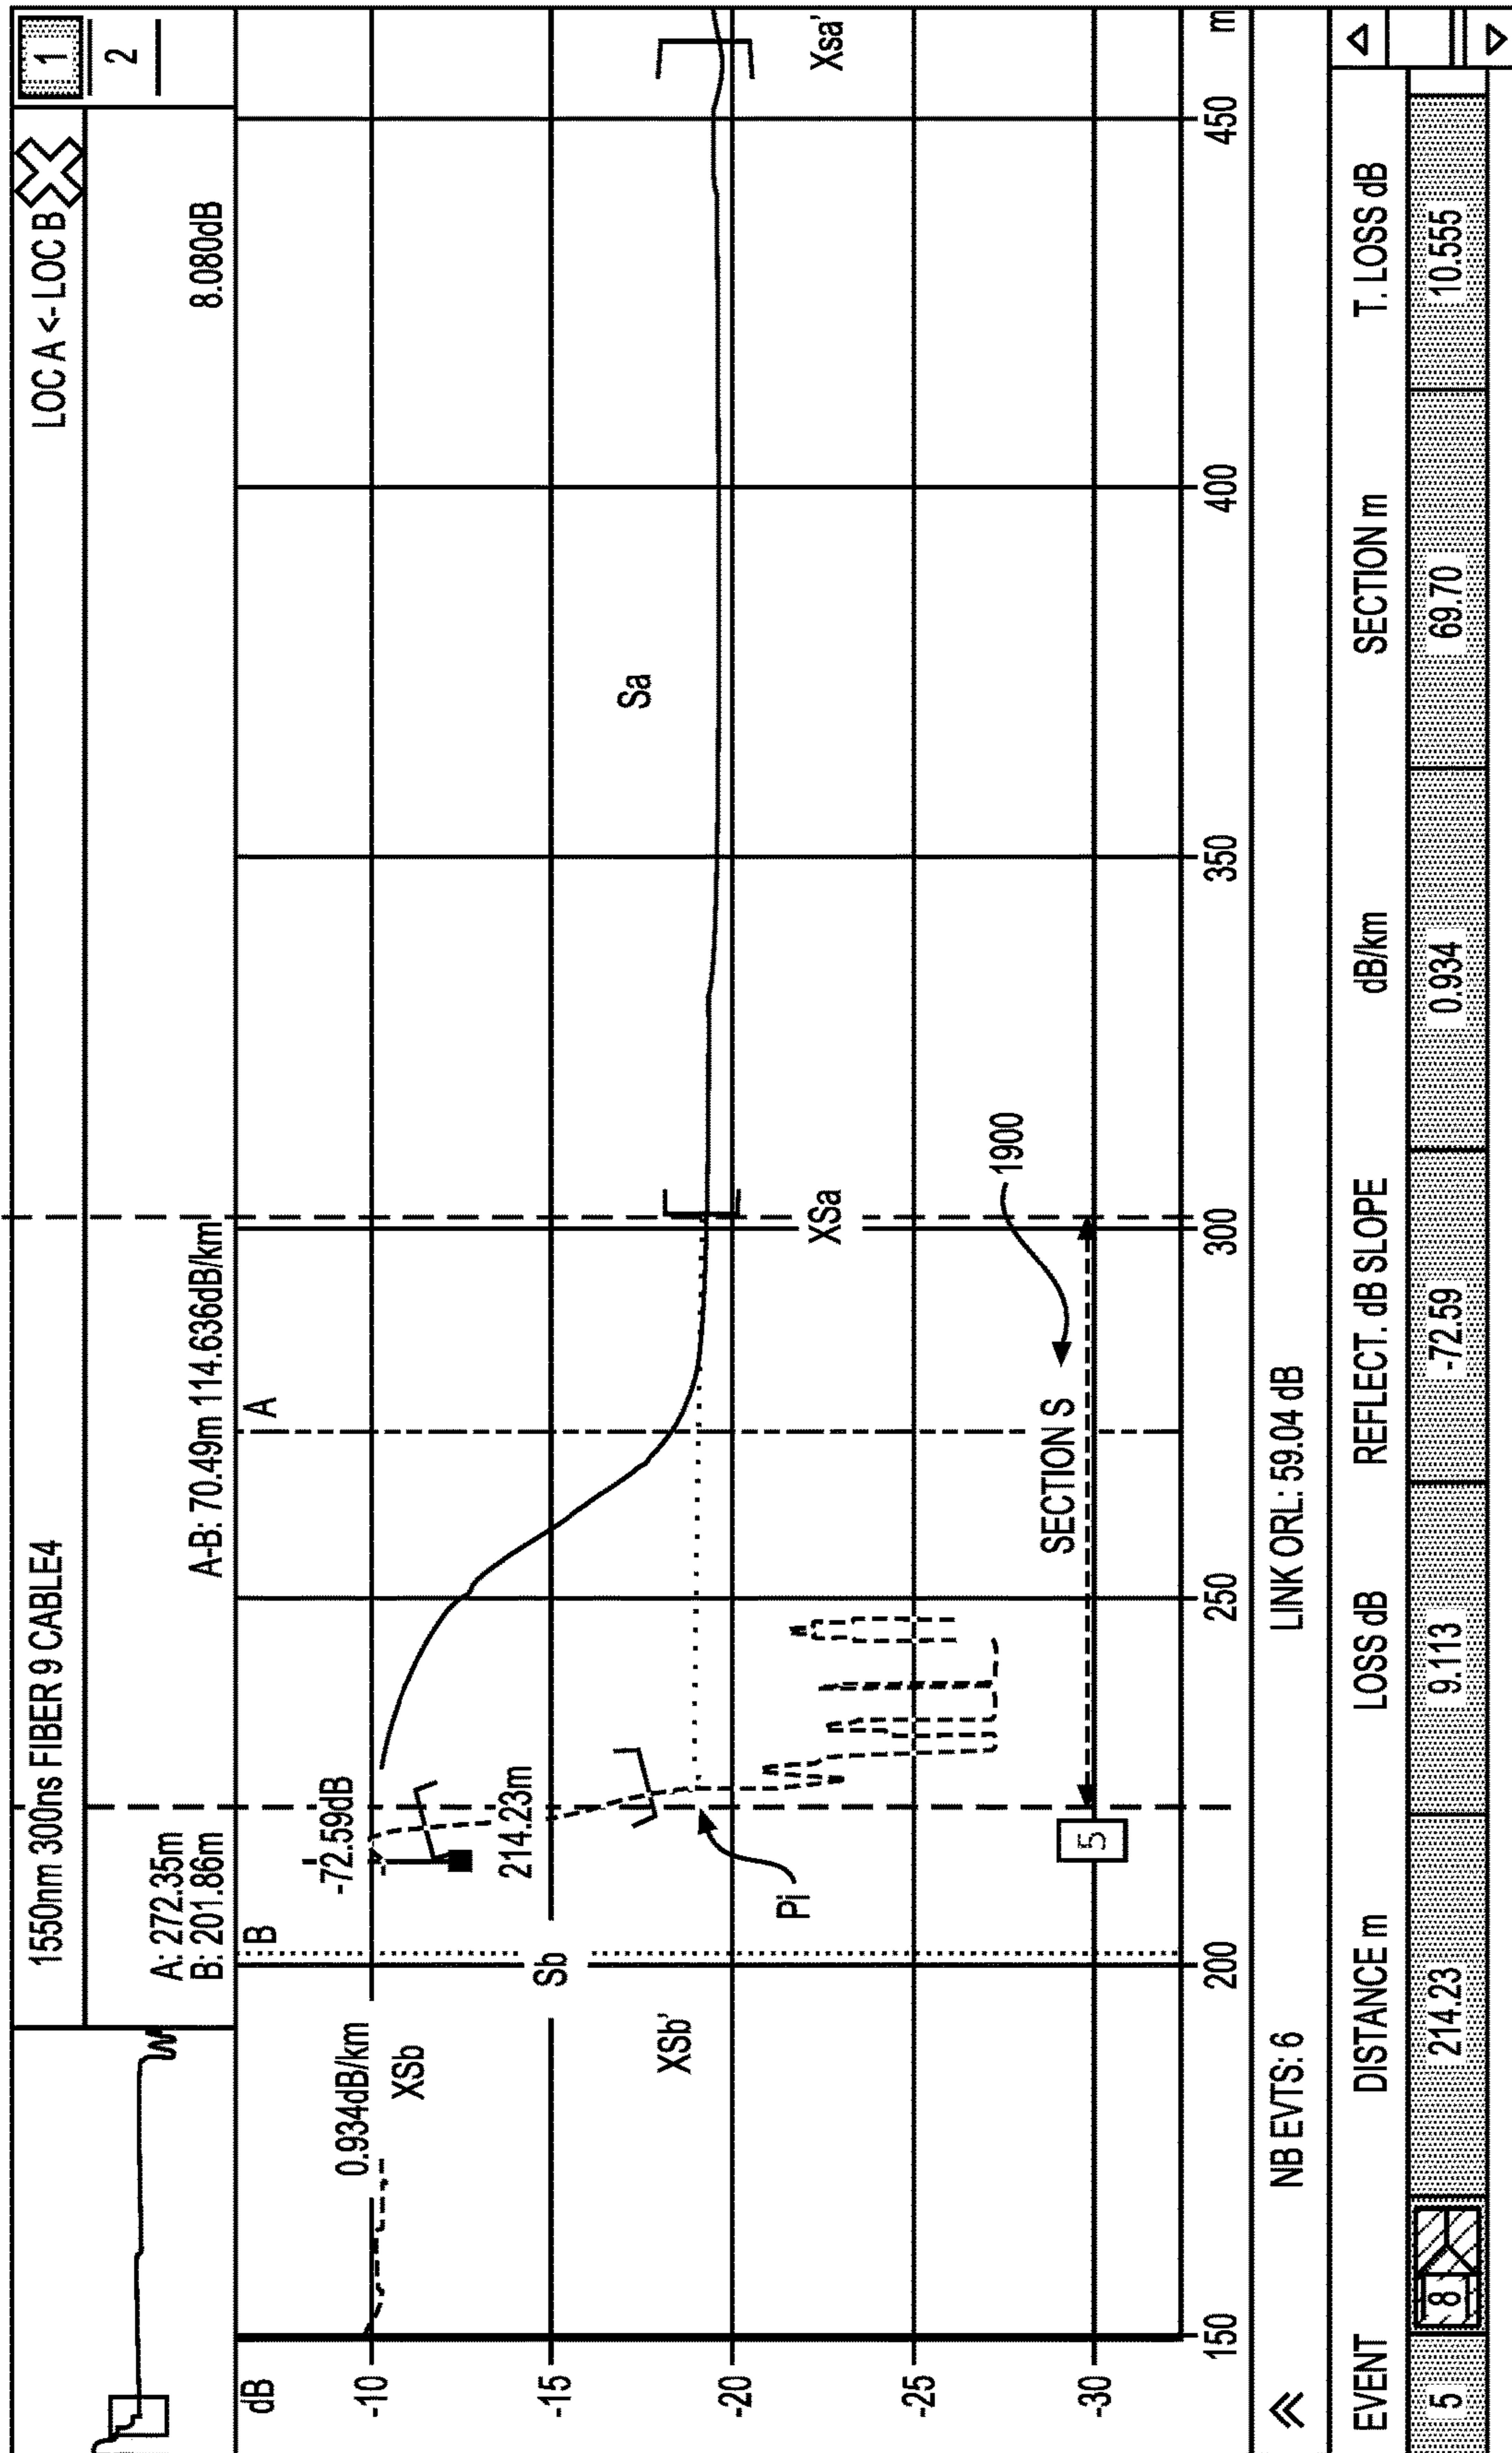 1550nm 300ns FIBER 9 CABLE4 LOC A <- LOC B
1
2
A: 272.35m
B: 201.86m
A-B: 70.49m 114.636dB/km 8.080dB
dB
B
A
-10
-15
-20
-25
-30
0.934dB/km
XSb
-72.59dB
214.23m
Sb
XSb'
Pi
Sa
XSa
Xsa'
1900
SECTION S
5
150 200 250 300 350 400 450 m
NB EVTS: 6 LINK ORL: 59.04 dB
EVENT DISTANCE m LOSS dB REFLECT. dB SLOPE dB/km SECTION m T. LOSS dB
5 8 214.23 9.113 -72.59 0.934 69.70 10.555